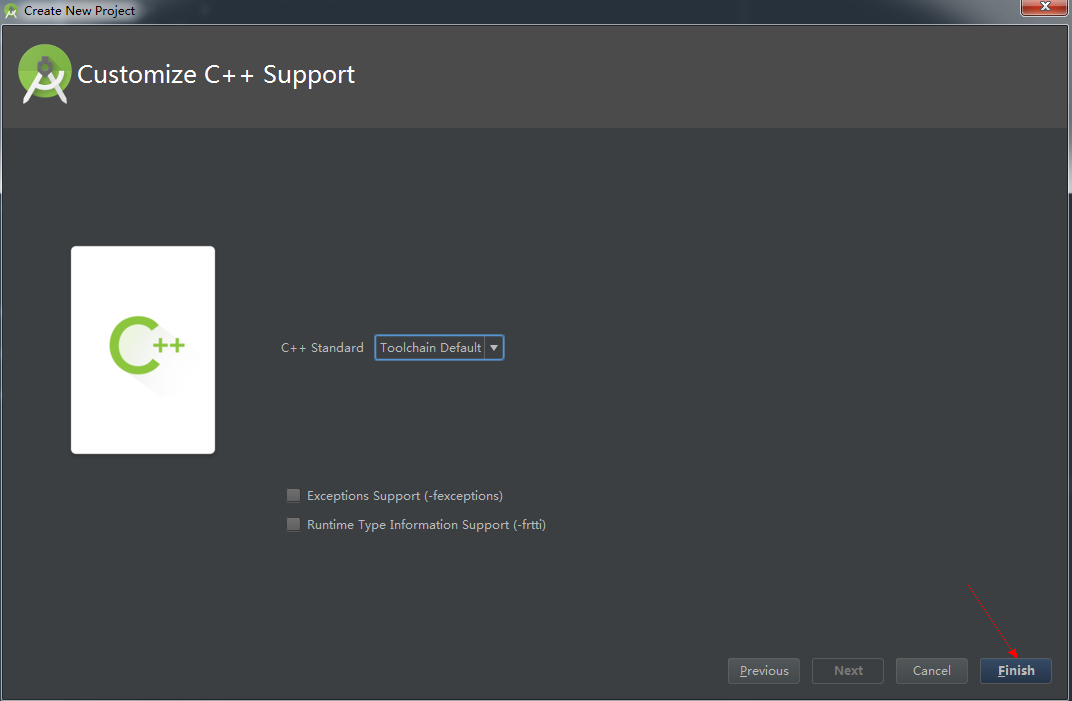 Create New Project
Customize C++ Support
C++
C++ Standard Toolchain Default
Exceptions Support (-fexceptions)
Runtime Type Information Support (-frtti)
Previous Next Cancel Finish